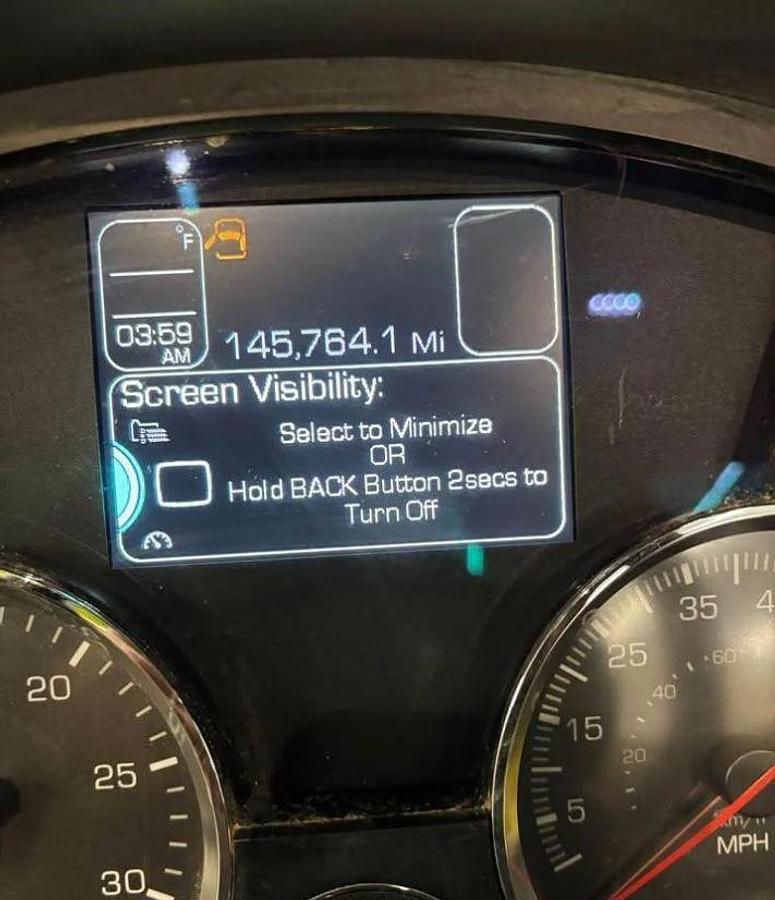 °F
03:59
AM
145,764.1 Mi
Screen Visibility:
Select to Minimize
OR
Hold BACK Button 2secs to
Turn Off
20
25
30
35
25
15
5
60
40
20
MPH